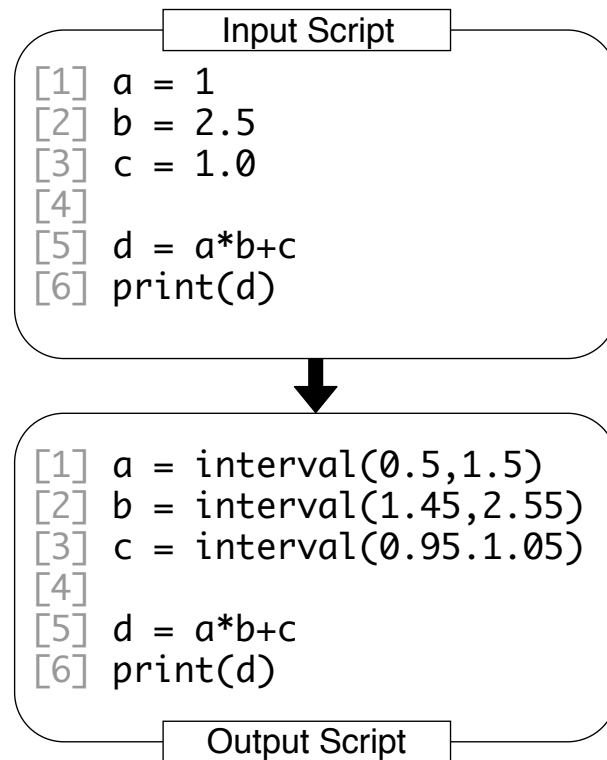 Input Script
[1] a = 1
[2] b = 2.5
[3] c = 1.0
[4]
[5] d = a*b+c
[6] print(d)
[1] a = interval(0.5,1.5)
[2] b = interval(1.45,2.55)
[3] c = interval(0.95.1.05)
[4]
[5] d = a*b+c
[6] print(d)
Output Script